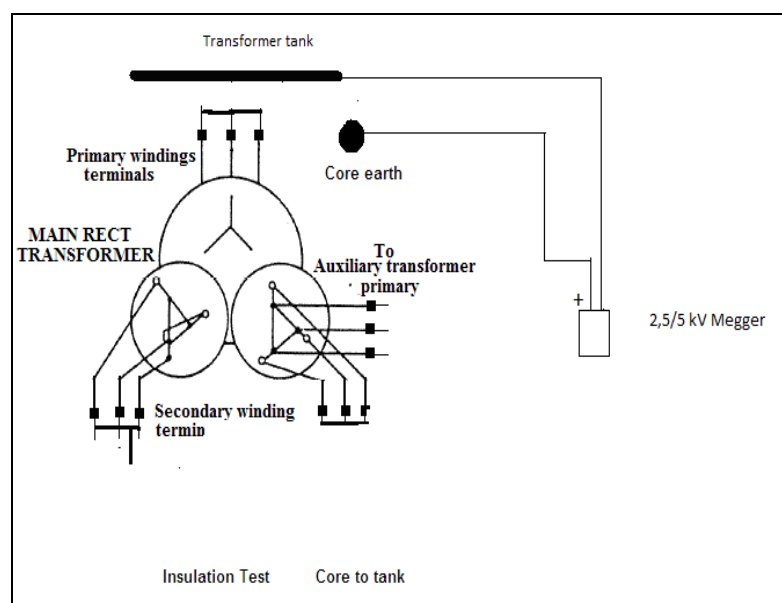 Transformer tank
Primary windings
terminals
Core earth
MAIN RECT
TRANSFORMER
To
Auxiliary transformer
primary
+
2,5/5 kV Megger
Secondary winding
termin
Insulation Test Core to tank